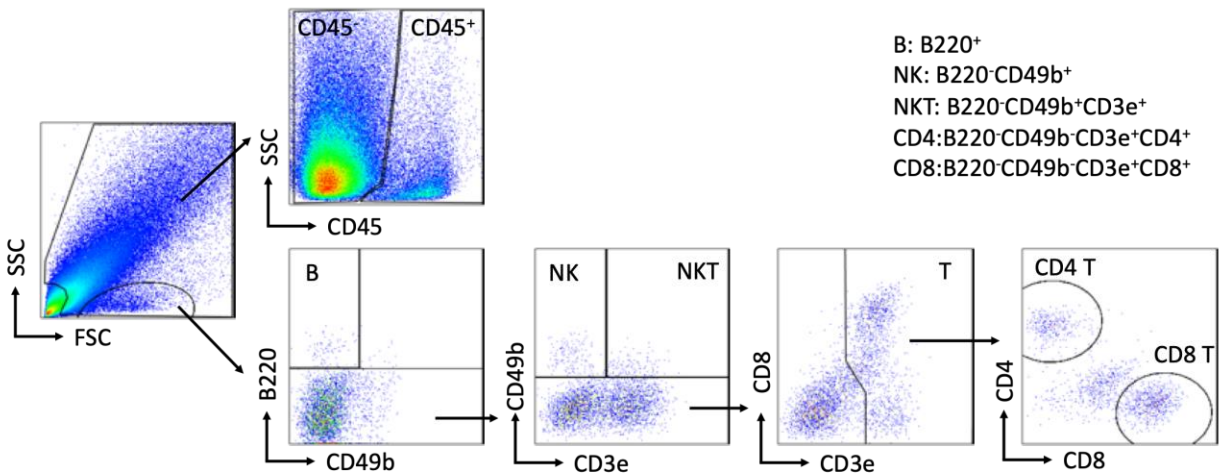 CD45⁻
CD45⁺
SSC
CD45
B: B220⁺
NK: B220⁻CD49b⁺
NKT: B220⁻CD49b⁺CD3e⁺
CD4:B220⁻CD49b⁻CD3e⁺CD4⁺
CD8:B220⁻CD49b⁻CD3e⁺CD8⁺
SSC
FSC
B
B220
CD49b
NK
NKT
CD49b
CD3e
T
CD8
CD3e
CD4 T
CD8 T
CD4
CD8